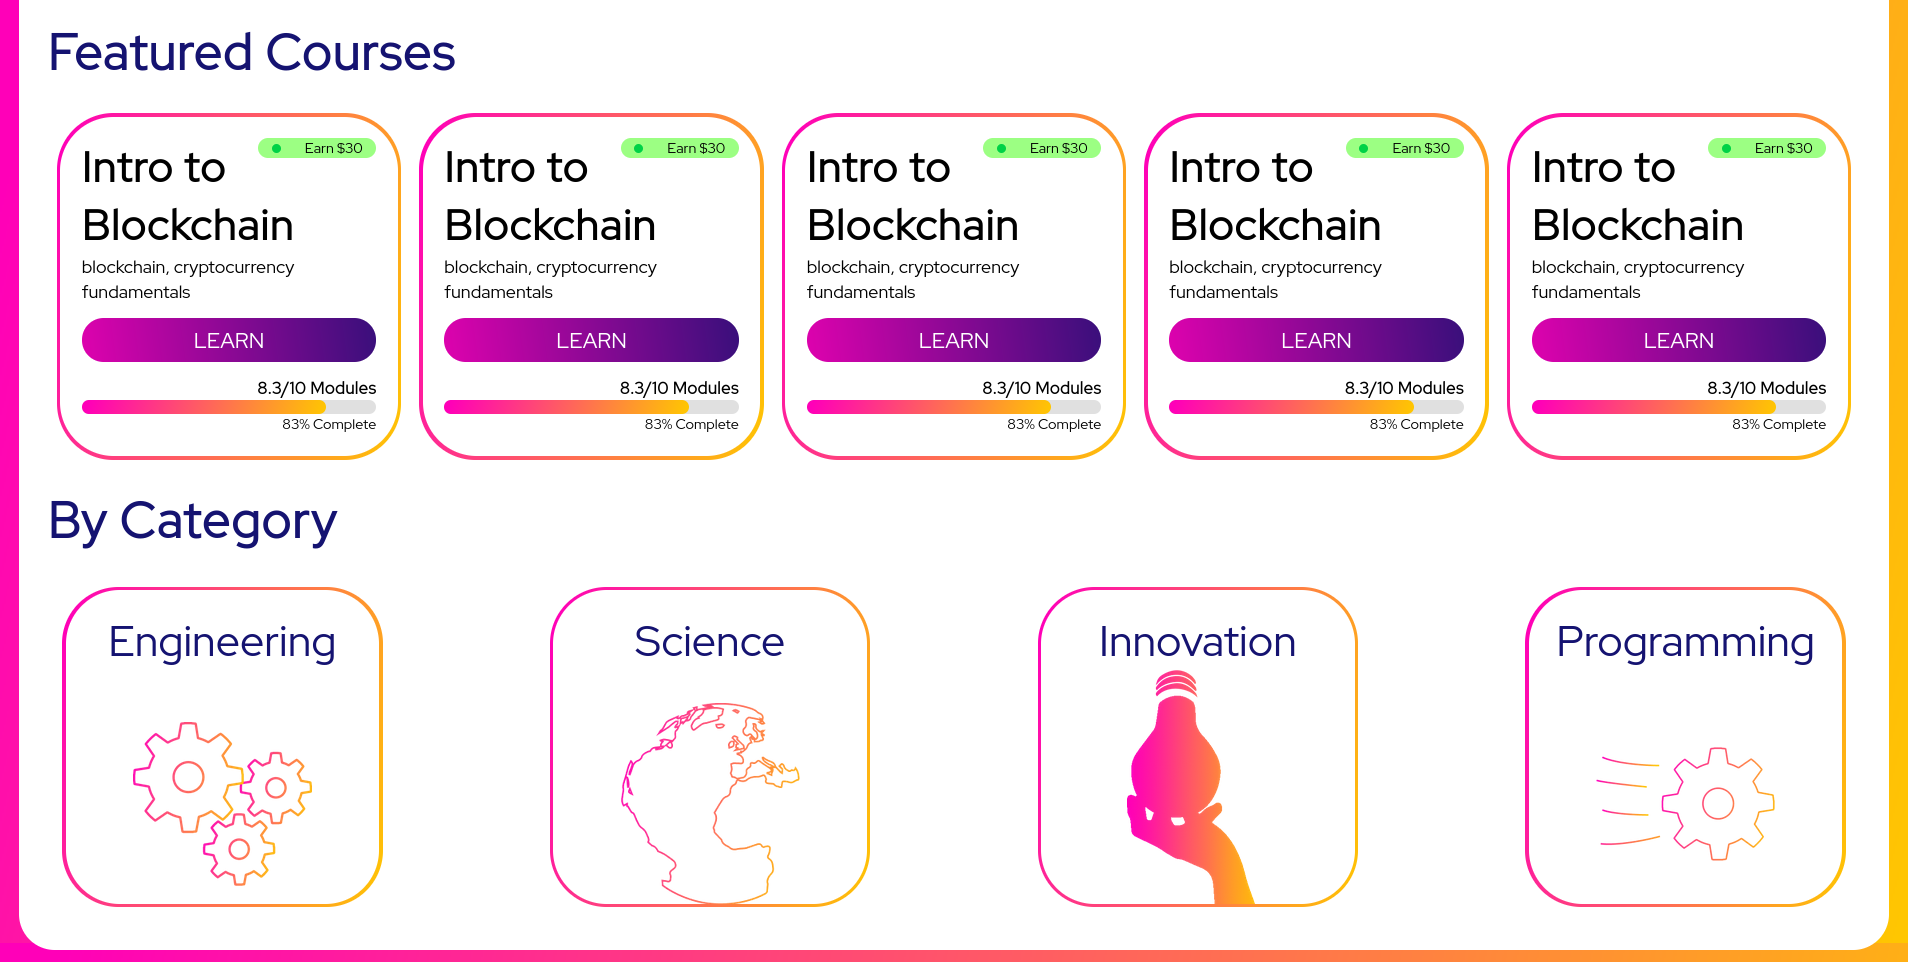 Featured Courses
Earn $30
Intro to
Blockchain
blockchain, cryptocurrency
fundamentals
LEARN
8.3/10 Modules
83% Complete
Earn $30
Intro to
Blockchain
blockchain, cryptocurrency
fundamentals
LEARN
8.3/10 Modules
83% Complete
Earn $30
Intro to
Blockchain
blockchain, cryptocurrency
fundamentals
LEARN
8.3/10 Modules
83% Complete
Earn $30
Intro to
Blockchain
blockchain, cryptocurrency
fundamentals
LEARN
8.3/10 Modules
83% Complete
Earn $30
Intro to
Blockchain
blockchain, cryptocurrency
fundamentals
LEARN
8.3/10 Modules
83% Complete
By Category
Engineering
Science
Innovation
Programming